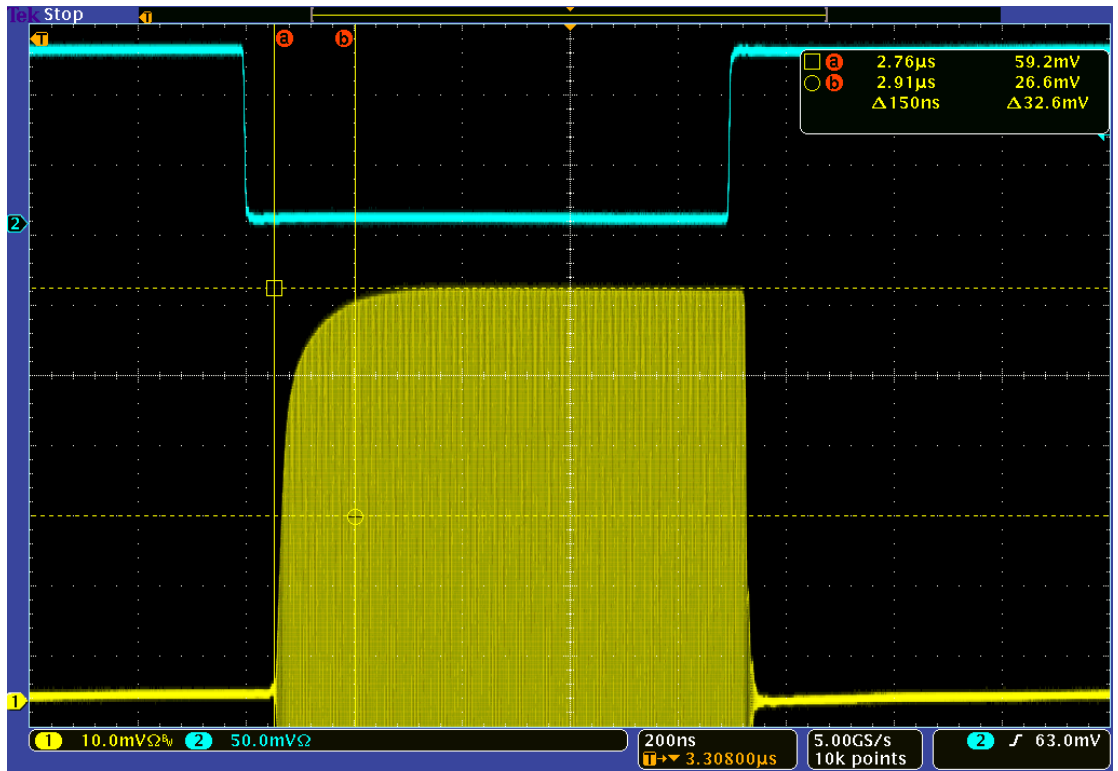 Tek Stop
T
T
a b
a 2.76µs 59.2mV
b 2.91µs 26.6mV
Δ150ns Δ32.6mV
2
1
1 10.0mVΩBW 2 50.0mVΩ
200ns
T→▼3.30800µs
5.00GS/s
10k points
2 ʃ 63.0mV